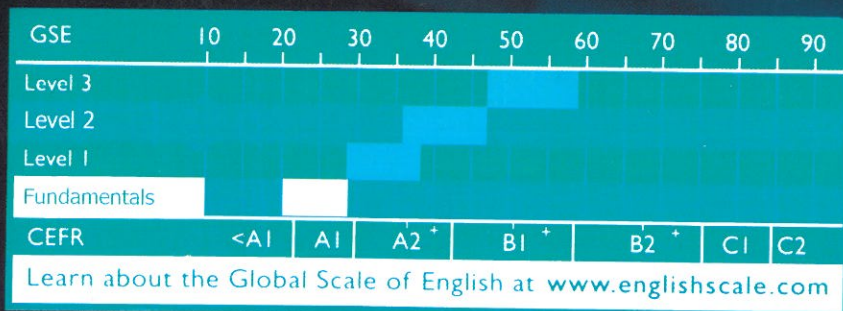 GSE 10 20 30 40 50 60 70 80 90
Level 3
Level 2
Level 1
Fundamentals
CEFR <A1 A1 A2 + B1 + B2 + C1 C2
Learn about the Global Scale of English at www.englishscale.com